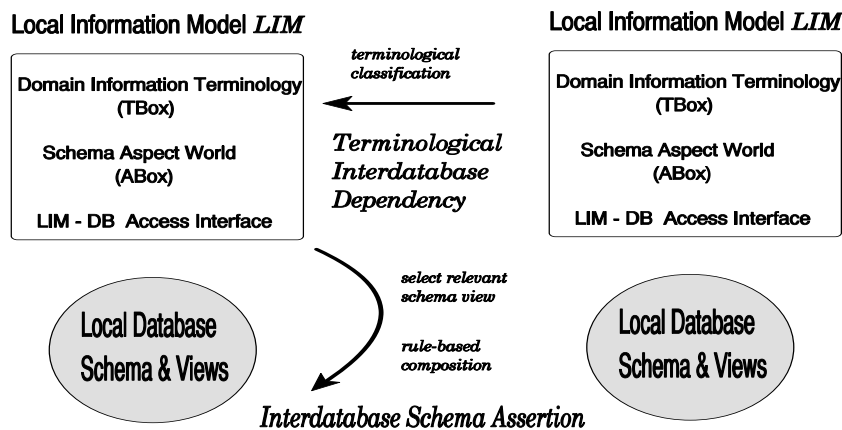 Local Information Model LIM
Domain Information Terminology
(TBox)
Schema Aspect World
(ABox)
LIM - DB Access Interface
Local Database
Schema & Views
terminological
classification
Terminological
Interdatabase
Dependency
select relevant
schema view
rule-based
composition
Interdatabase Schema Assertion
Local Information Model LIM
Domain Information Terminology
(TBox)
Schema Aspect World
(ABox)
LIM - DB Access Interface
Local Database
Schema & Views